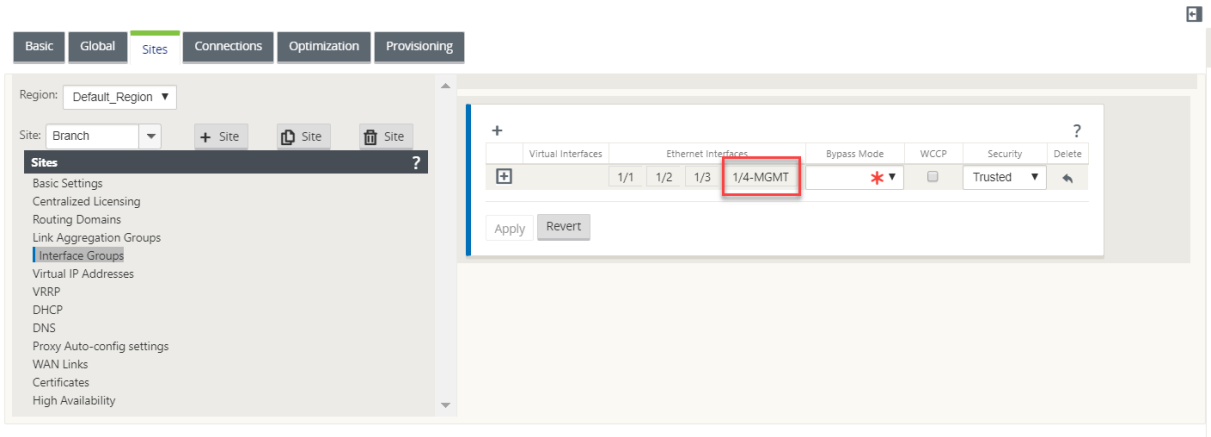 Basic Global Sites Connections Optimization Provisioning
Region: Default_Region
Site: Branch + Site Site Site
Sites ?
Basic Settings
Centralized Licensing
Routing Domains
Link Aggregation Groups
Interface Groups
Virtual IP Addresses
VRRP
DHCP
DNS
Proxy Auto-config settings
WAN Links
Certificates
High Availability
+ ?
Virtual Interfaces Ethernet Interfaces Bypass Mode WCCP Security Delete
1/1 1/2 1/3 1/4-MGMT Trusted
Apply Revert